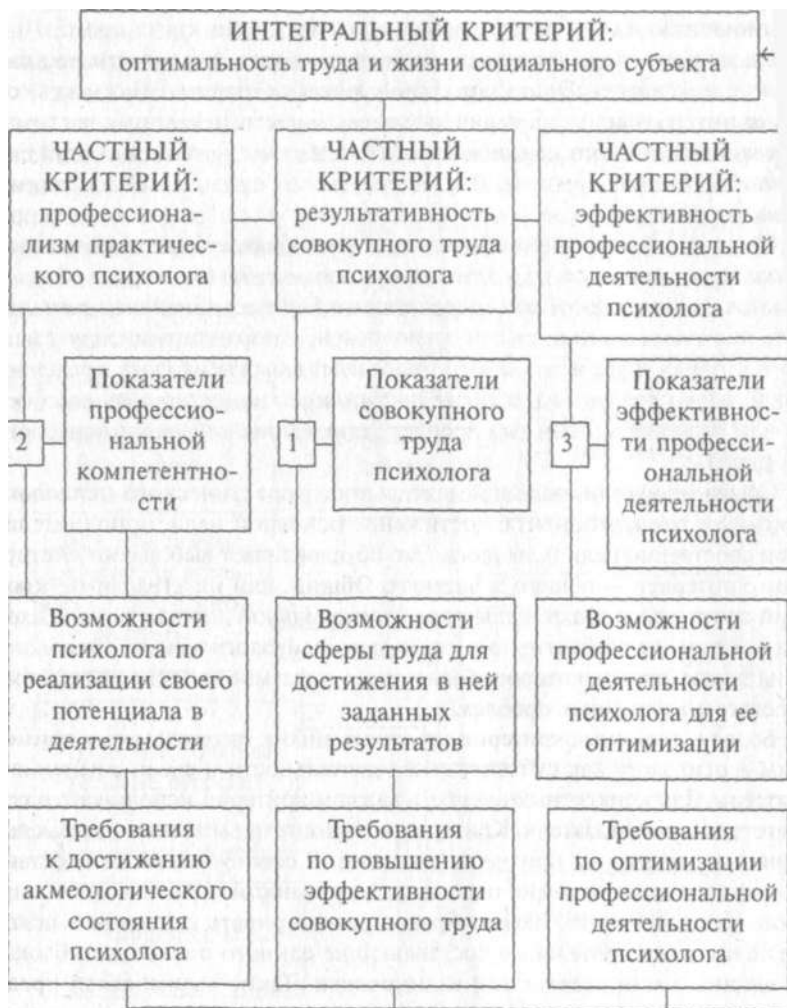 ИНТЕГРАЛЬНЫЙ КРИТЕРИЙ:
оптимальность труда и жизни социального субъекта
ЧАСТНЫЙ
КРИТЕРИЙ:
профессиона-
лизм практичес-
кого психолога
ЧАСТНЫЙ
КРИТЕРИЙ:
результативность
совокупного труда
психолога
ЧАСТНЫЙ
КРИТЕРИЙ:
эффективность
профессиональной
деятельности
психолога
2
Показатели
профессио-
нальной
компетентно-
сти
1
Показатели
совокупного
труда
психолога
3
Показатели
эффективнос-
ти професси-
ональной
деятельности
психолога
Возможности
психолога по
реализации своего
потенциала в
деятельности
Возможности
сферы труда для
достижения в ней
заданных
результатов
Возможности
профессиональной
деятельности
психолога для ее
оптимизации
Требования
к достижению
акмеологического
состояния
психолога
Требования
по повышению
эффективности
совокупного труда
Требования
по оптимизации
профессиональной
деятельности
психолога